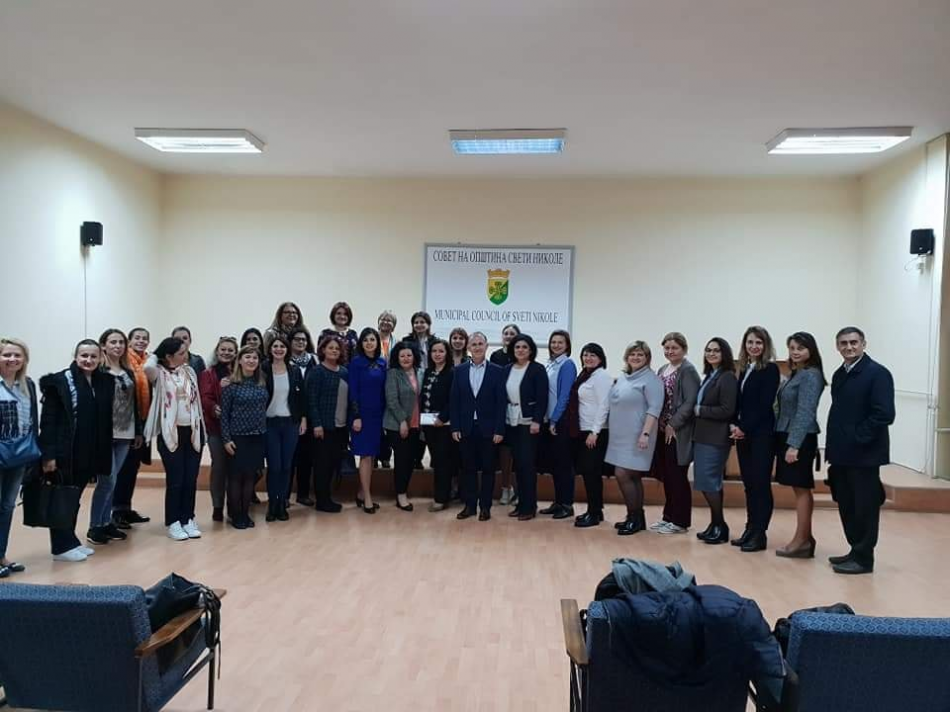 СОВЕТ НА ОПШТИНА СВЕТИ НИКОЛЕ
MUNICIPAL COUNCIL OF SVETI NIKOLE